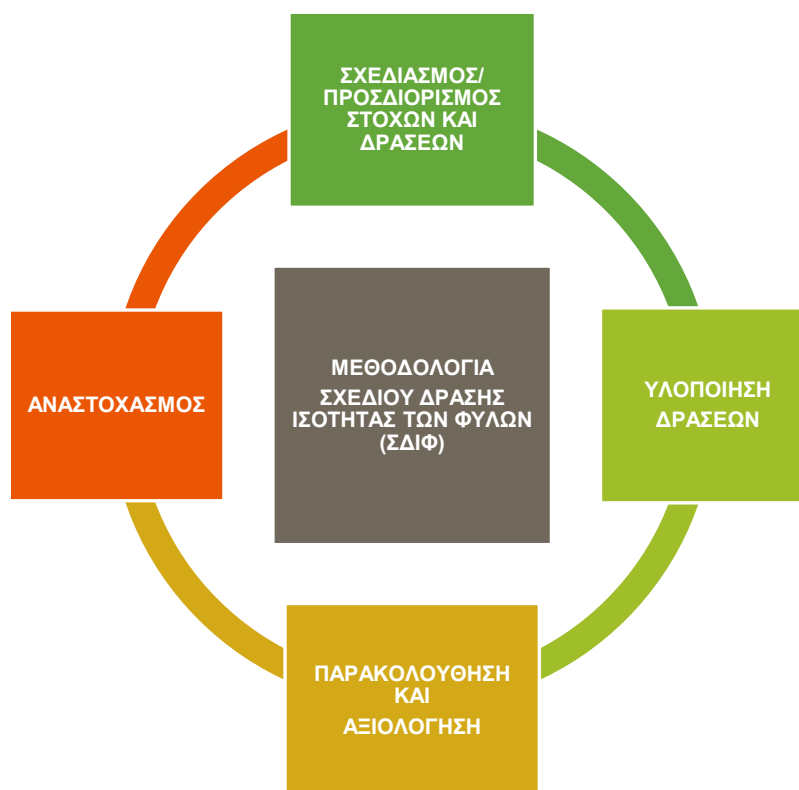 ΣΧΕΔΙΑΣΜΟΣ/
ΠΡΟΣΔΙΟΡΙΣΜΟΣ
ΣΤΟΧΩΝ ΚΑΙ
ΔΡΑΣΕΩΝ
ΑΝΑΣΤΟΧΑΣΜΟΣ
ΜΕΘΟΔΟΛΟΓΙΑ
ΣΧΕΔΙΟΥ ΔΡΑΣΗΣ
ΙΣΟΤΗΤΑΣ ΤΩΝ ΦΥΛΩΝ
(ΣΔΙΦ)
ΥΛΟΠΟΙΗΣΗ
ΔΡΑΣΕΩΝ
ΠΑΡΑΚΟΛΟΥΘΗΣΗ
ΚΑΙ
ΑΞΙΟΛΟΓΗΣΗ